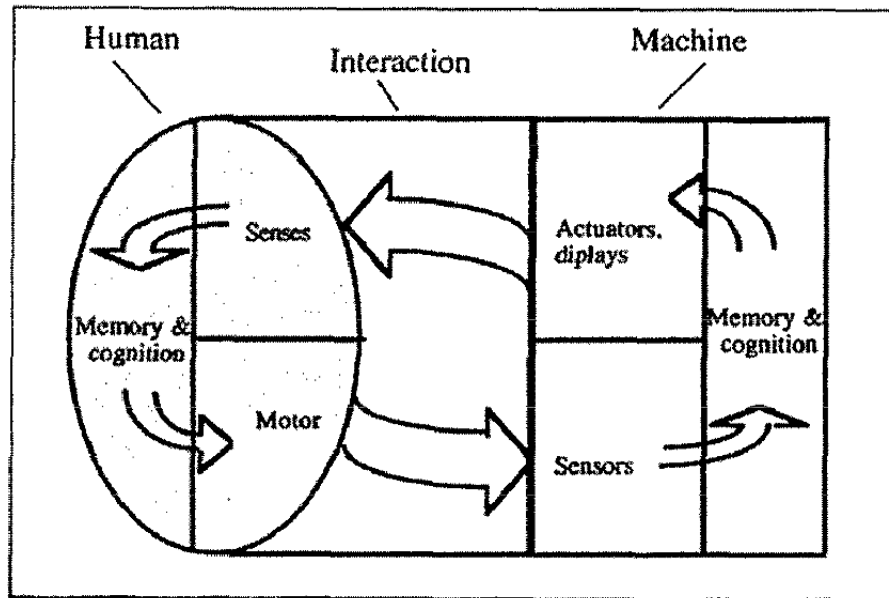 Human
Interaction
Machine
Senses
Actuators,
diplays
Memory &
cognition
Memory &
cognition
Motor
Sensors